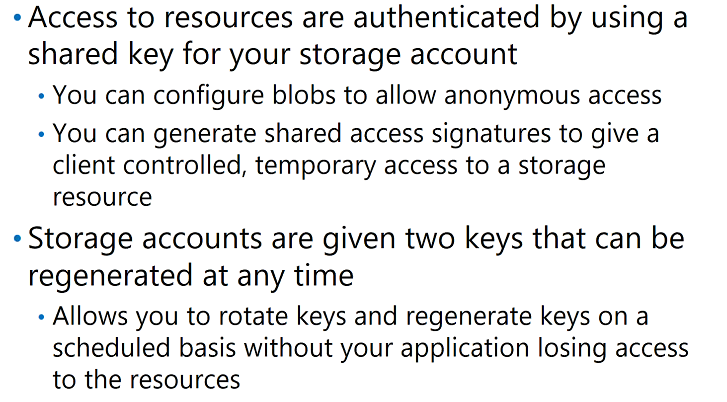 • Access to resources are authenticated by using a
shared key for your storage account
• You can configure blobs to allow anonymous access
• You can generate shared access signatures to give a
client controlled, temporary access to a storage
resource
• Storage accounts are given two keys that can be
regenerated at any time
• Allows you to rotate keys and regenerate keys on a
scheduled basis without your application losing access
to the resources